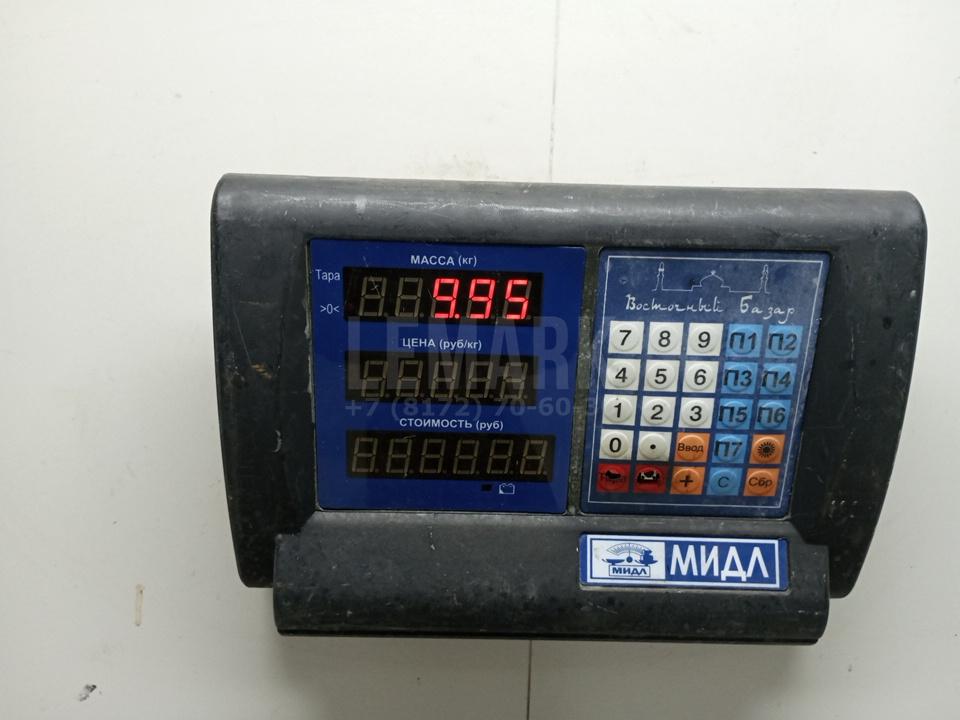 МАССА (кг)
Тара
9.95
>0<
ЦЕНА (руб/кг)
СТОИМОСТЬ (руб)
Восточный Базар
7 8 9 П1 П2
4 5 6 П3 П4
1 2 3 П5 П6
0 . Ввод П7
+ С Сбр
МИДЛ
МИДЛ